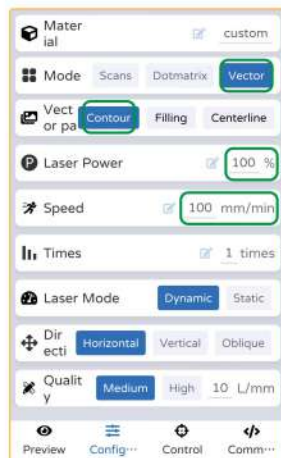 Mater
ial
custom
Mode Scans Dotmatrix Vector
Vect
or pa
Contour Filling Centerline
Laser Power 100 %
Speed 100 mm/min
Times 1 times
Laser Mode Dynamic Static
Dir
ecti
Horizontal Vertical Oblique
Qualit
y
Medium High 10 L/mm
Preview Config··· Control Comm···